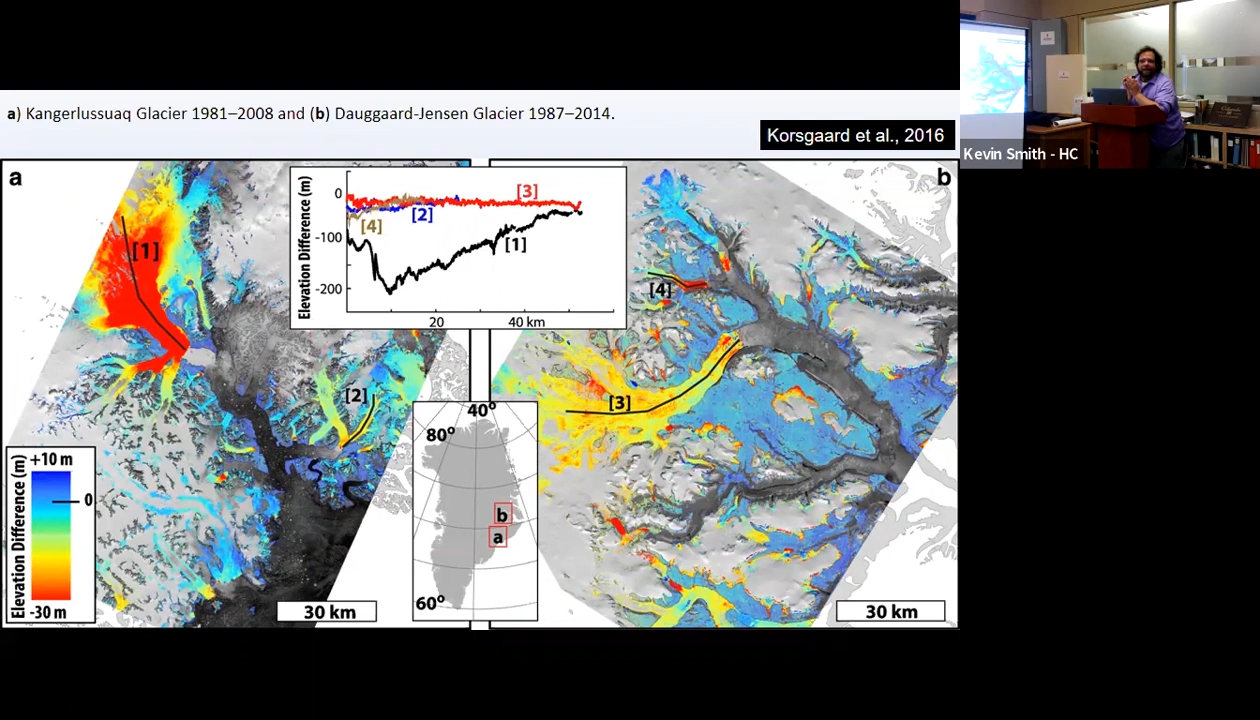 a) Kangerlussuaq Glacier 1981–2008 and (b) Dauggaard-Jensen Glacier 1987–2014.
Korsgaard et al., 2016
Kevin Smith - HC
a
b
Elevation Difference (m)
0
-100
-200
20
40 km
[3]
[2]
[4]
[1]
[1]
[2]
[4]
[3]
Elevation Difference (m)
+10 m
0
-30 m
30 km
40°
80°
60°
b
a
30 km